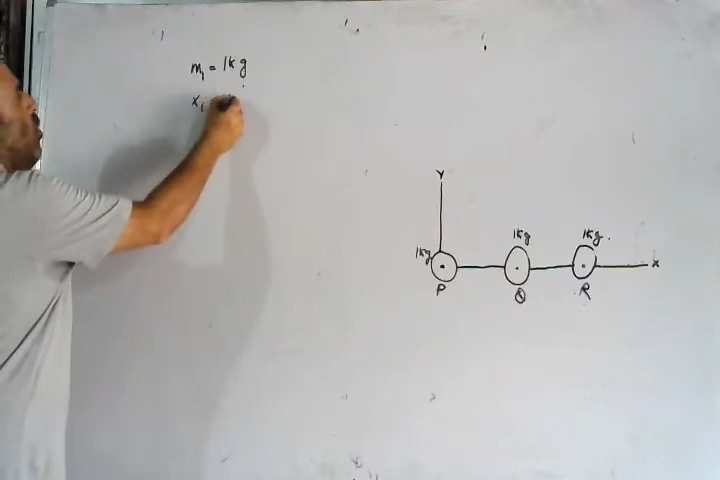 m₁ = 1kg
x₁
Y
1kg 1kg
1kg x
P Q R